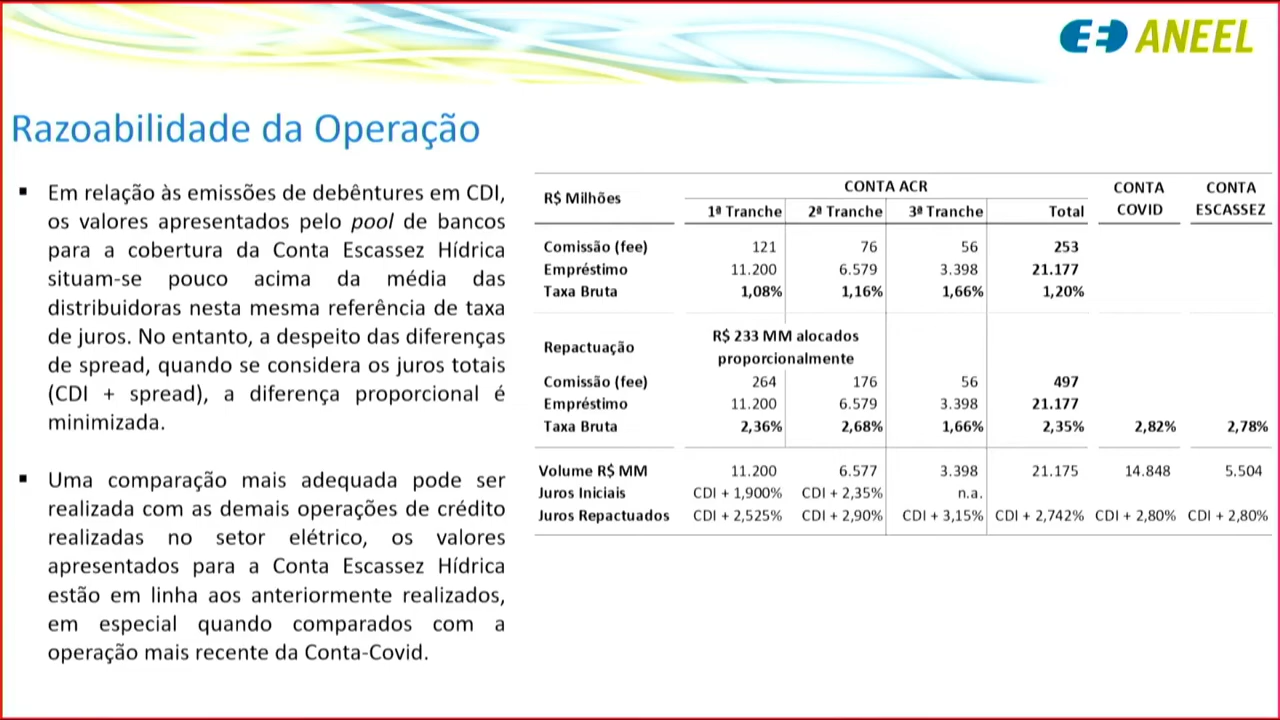 ANEEL
Razoabilidade da Operação
▪ Em relação às emissões de debêntures em CDI,
os valores apresentados pelo pool de bancos
para a cobertura da Conta Escassez Hídrica
situam-se pouco acima da média das
distribuidoras nesta mesma referência de taxa
de juros. No entanto, a despeito das diferenças
de spread, quando se considera os juros totais
(CDI + spread), a diferença proporcional é
minimizada.
▪ Uma comparação mais adequada pode ser
realizada com as demais operações de crédito
realizadas no setor elétrico, os valores
apresentados para a Conta Escassez Hídrica
estão em linha aos anteriormente realizados,
em especial quando comparados com a
operação mais recente da Conta-Covid.
R$ Milhões CONTA ACR CONTA COVID CONTA ESCASSEZ
1ª Tranche 2ª Tranche 3ª Tranche Total
Comissão (fee) 121 76 56 253
Empréstimo 11.200 6.579 3.398 21.177
Taxa Bruta 1,08% 1,16% 1,66% 1,20%
Repactuação R$ 233 MM alocados
proporcionalmente
Comissão (fee) 264 176 56 497
Empréstimo 11.200 6.579 3.398 21.177
Taxa Bruta 2,36% 2,68% 1,66% 2,35% 2,82% 2,78%
Volume R$ MM 11.200 6.577 3.398 21.175 14.848 5.504
Juros Iniciais CDI + 1,900% CDI + 2,35% n.a.
Juros Repactuados CDI + 2,525% CDI + 2,90% CDI + 3,15% CDI + 2,742% CDI + 2,80% CDI + 2,80%